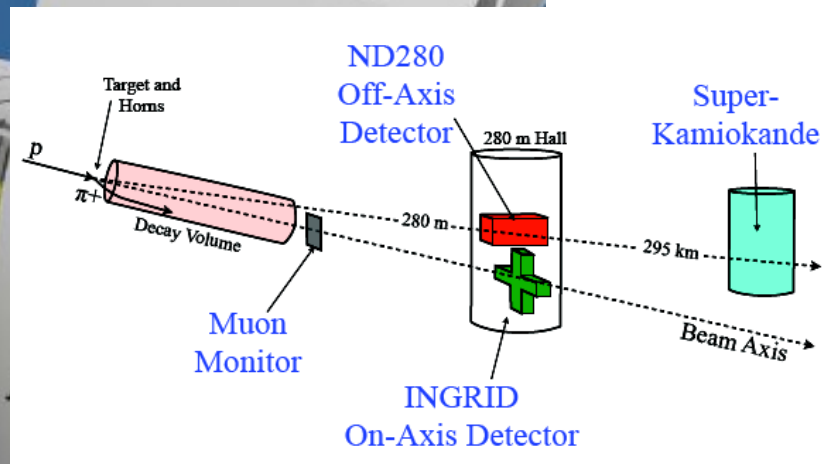 ND280
Off-Axis
Detector
Super-
Kamiokande
Target and
Horns
280 m Hall
p
π+
Decay Volume
280 m
295 km
Muon
Monitor
Beam Axis
INGRID
On-Axis Detector